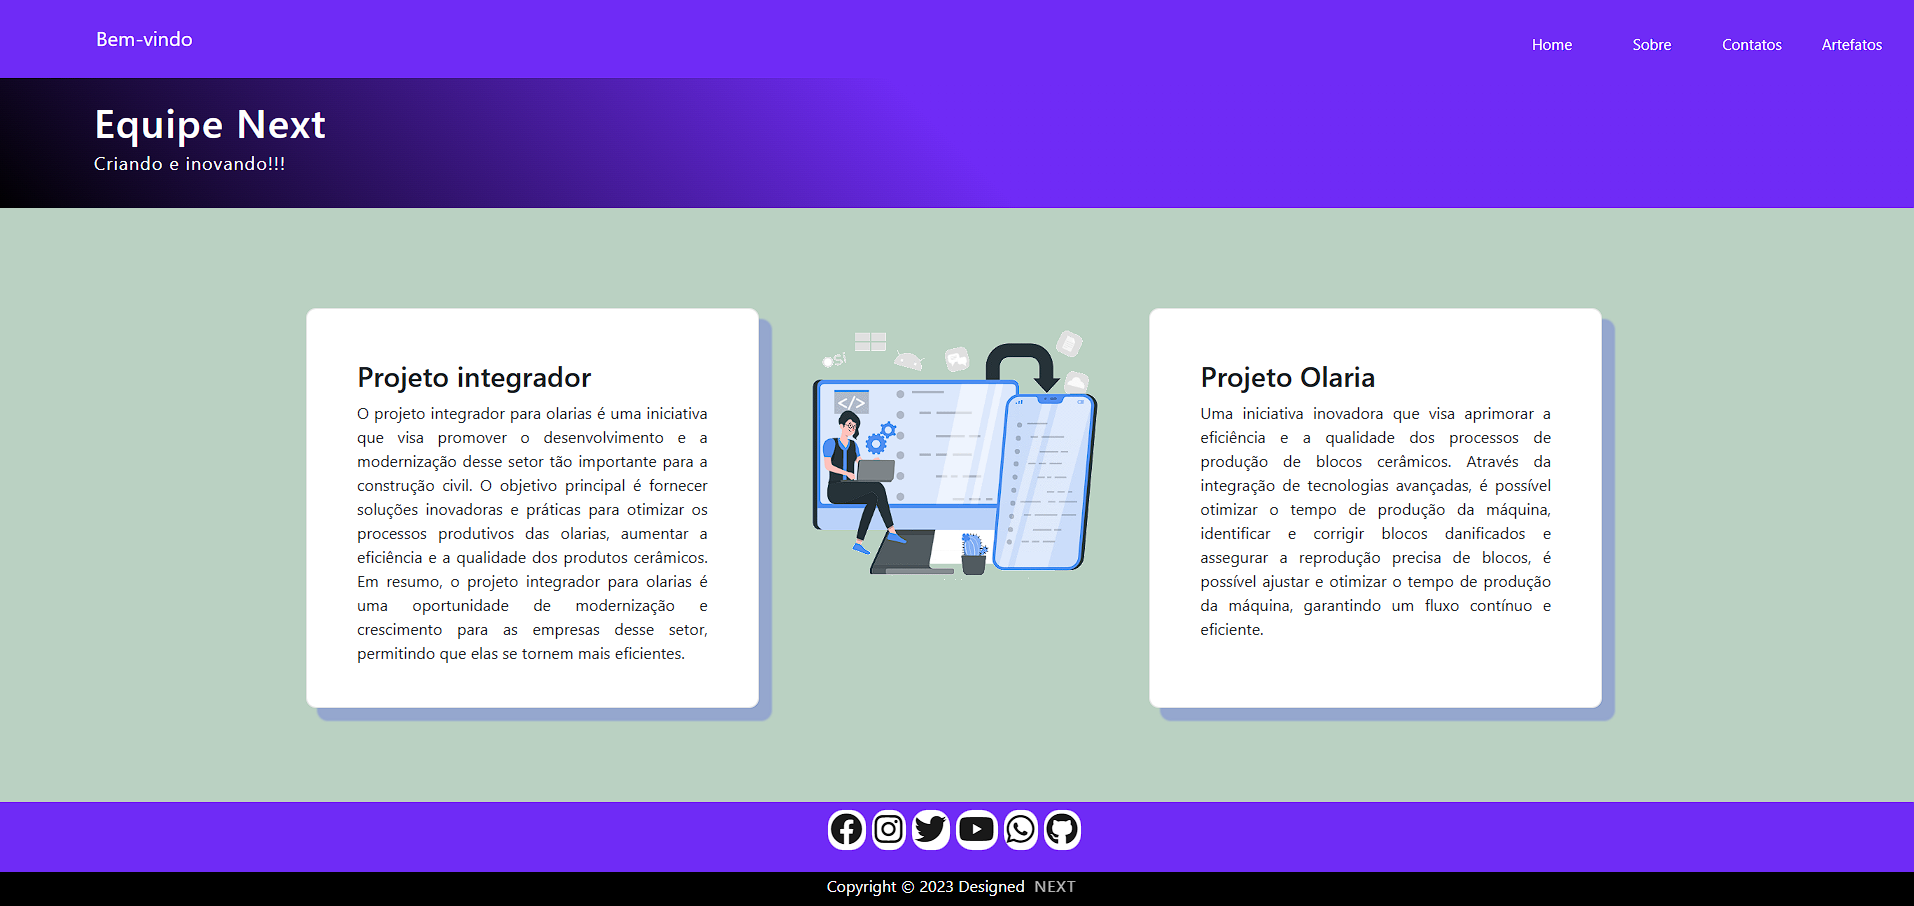 Bem-vindo
Home
Sobre
Contatos
Artefatos
Equipe Next
Criando e inovando!!!
Projeto integrador
O projeto integrador para olarias é uma iniciativa
que visa promover o desenvolvimento e a
modernização desse setor tão importante para a
construção civil. O objetivo principal é fornecer
soluções inovadoras e práticas para otimizar os
processos produtivos das olarias, aumentar a
eficiência e a qualidade dos produtos cerâmicos.
Em resumo, o projeto integrador para olarias é
uma oportunidade de modernização e
crescimento para as empresas desse setor,
permitindo que elas se tornem mais eficientes.
Si
</>
Projeto Olaria
Uma iniciativa inovadora que visa aprimorar a
eficiência e a qualidade dos processos de
produção de blocos cerâmicos. Através da
integração de tecnologias avançadas, é possível
otimizar o tempo de produção da máquina,
identificar e corrigir blocos danificados e
assegurar a reprodução precisa de blocos, é
possível ajustar e otimizar o tempo de produção
da máquina, garantindo um fluxo contínuo e
eficiente.
Copyright © 2023 Designed NEXT